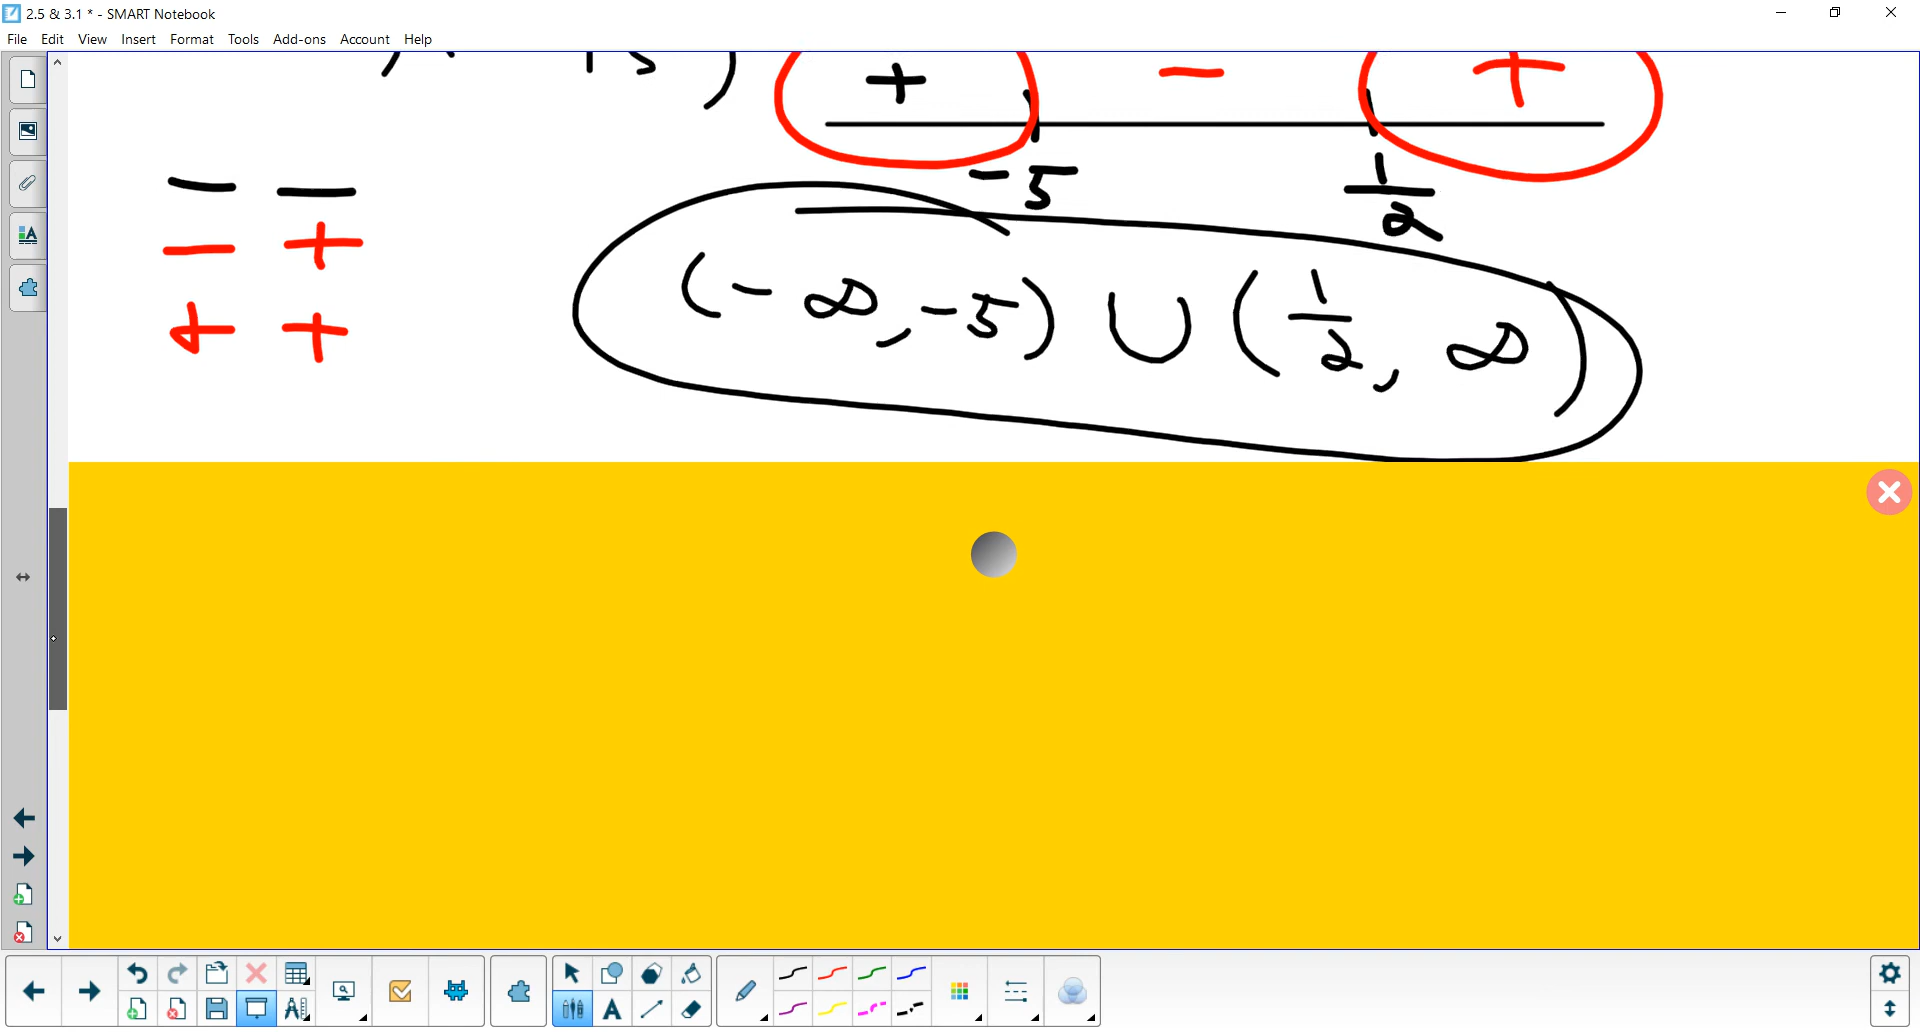 2.5 & 3.1 * - SMART Notebook
File Edit View Insert Format Tools Add-ons Account Help
+ − +
-5 1/2
− −
− +
+ +
(-∞, -5) ∪ (1/2, ∞)